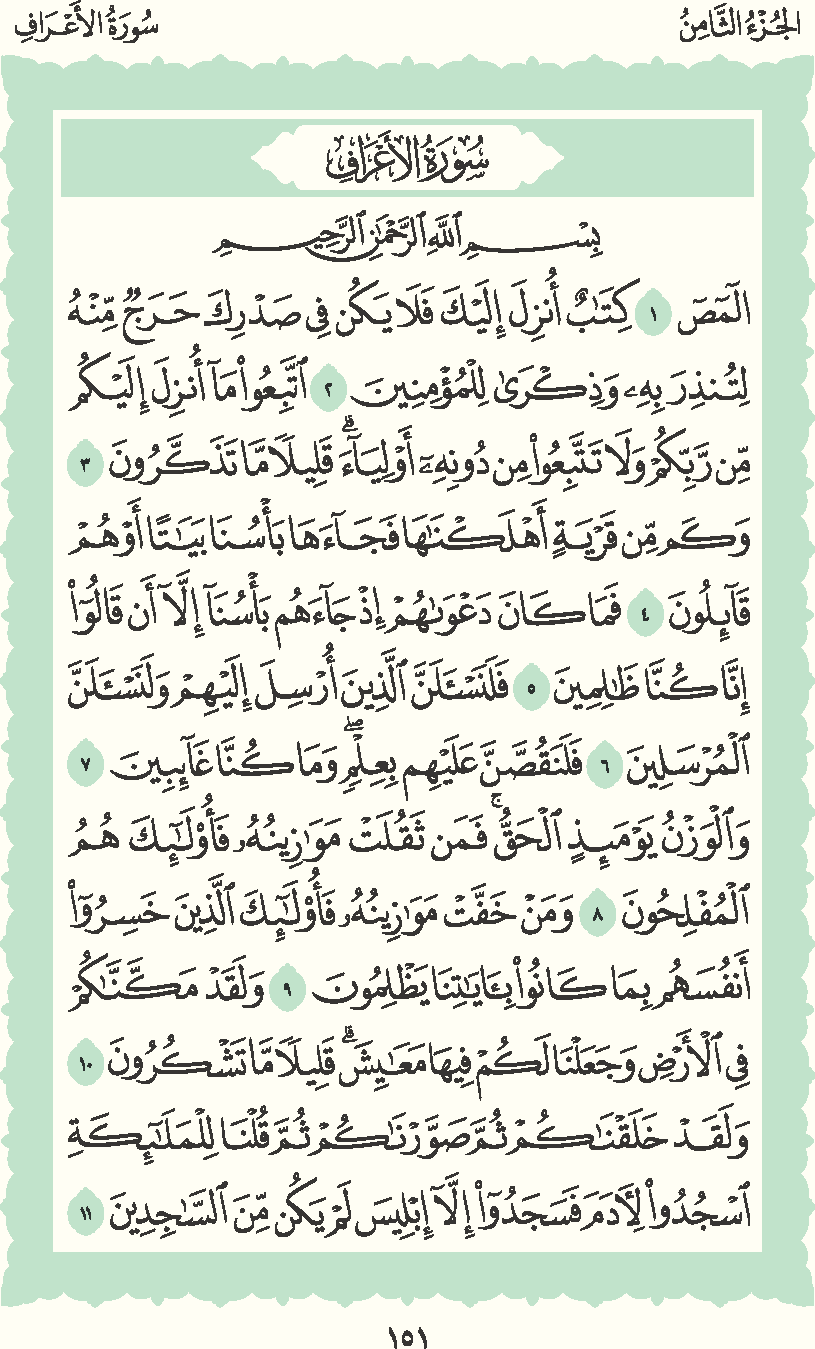 الجُزْءُ الثَّامِنُ
سُورَةُ الأَعْرَافِ
سُورَةُ الأَعْرَافِ
بِسْمِ ٱللَّهِ ٱلرَّحْمَٰنِ ٱلرَّحِيمِ
الٓمٓصٓ ١ كِتَٰبٌ أُنزِلَ إِلَيْكَ فَلَا يَكُن فِى صَدْرِكَ حَرَجٌ مِّنْهُ
لِتُنذِرَ بِهِۦ وَذِكْرَىٰ لِلْمُؤْمِنِينَ ٢ ٱتَّبِعُوا۟ مَآ أُنزِلَ إِلَيْكُم
مِّن رَّبِّكُمْ وَلَا تَتَّبِعُوا۟ مِن دُونِهِۦٓ أَوْلِيَآءَ ۗ قَلِيلًا مَّا تَذَكَّرُونَ ٣
وَكَم مِّن قَرْيَةٍ أَهْلَكْنَٰهَا فَجَآءَهَا بَأْسُنَا بَيَٰتًا أَوْ هُمْ
قَآئِلُونَ ٤ فَمَا كَانَ دَعْوَىٰهُمْ إِذْ جَآءَهُم بَأْسُنَآ إِلَّآ أَن قَالُوٓا۟
إِنَّا كُنَّا ظَٰلِمِينَ ٥ فَلَنَسْـَٔلَنَّ ٱلَّذِينَ أُرْسِلَ إِلَيْهِمْ وَلَنَسْـَٔلَنَّ
ٱلْمُرْسَلِينَ ٦ فَلَنَقُصَّنَّ عَلَيْهِم بِعِلْمٍ ۖ وَمَا كُنَّا غَآئِبِينَ ٧
وَٱلْوَزْنُ يَوْمَئِذٍ ٱلْحَقُّ ۚ فَمَن ثَقُلَتْ مَوَٰزِينُهُۥ فَأُو۟لَٰٓئِكَ هُمُ
ٱلْمُفْلِحُونَ ٨ وَمَنْ خَفَّتْ مَوَٰزِينُهُۥ فَأُو۟لَٰٓئِكَ ٱلَّذِينَ خَسِرُوٓا۟
أَنفُسَهُم بِمَا كَانُوا۟ بِـَٔايَٰتِنَا يَظْلِمُونَ ٩ وَلَقَدْ مَكَّنَّٰكُمْ
فِى ٱلْأَرْضِ وَجَعَلْنَا لَكُمْ فِيهَا مَعَٰيِشَ ۗ قَلِيلًا مَّا تَشْكُرُونَ ١٠
وَلَقَدْ خَلَقْنَٰكُمْ ثُمَّ صَوَّرْنَٰكُمْ ثُمَّ قُلْنَا لِلْمَلَٰٓئِكَةِ
ٱسْجُدُوا۟ لِـَٔادَمَ فَسَجَدُوٓا۟ إِلَّآ إِبْلِيسَ لَمْ يَكُن مِّنَ ٱلسَّٰجِدِينَ ١١
١٥١